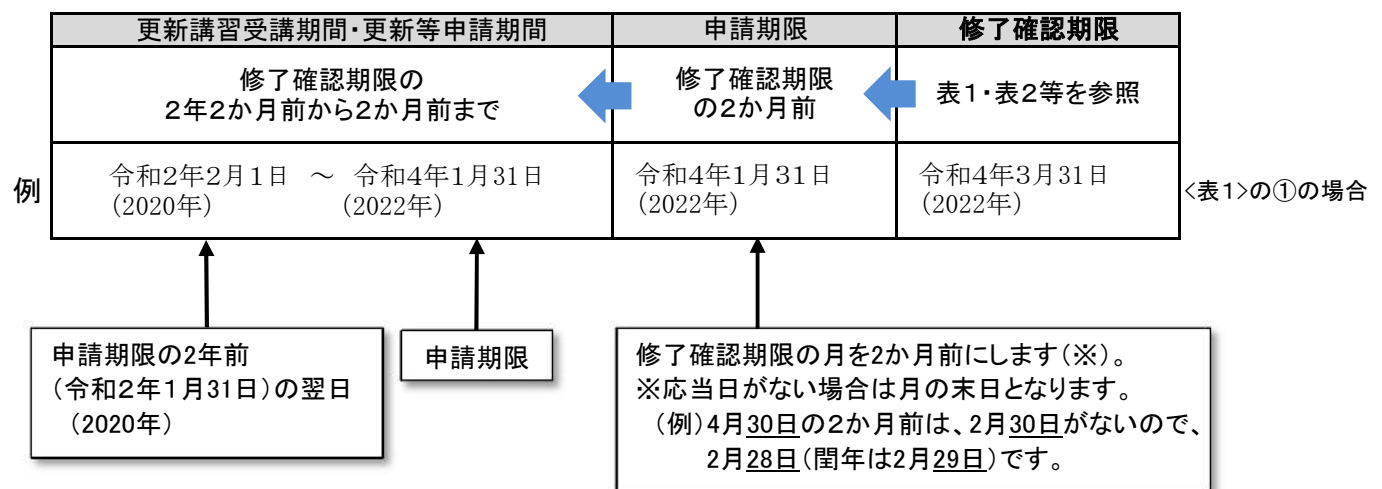 更新講習受講期間・更新等申請期間
申請期限
修了確認期限
修了確認期限の
２年２か月前から２か月前まで
修了確認期限
の２か月前
表１・表２等を参照
例
令和2年2月１日　～　令和4年1月31日
(2020年)　(2022年)
令和4年1月３１日
(2022年)
令和4年3月31日
(2022年)
<表1>の①の場合
申請期限の2年前
(令和２年１月31日)の翌日
(2020年)
申請期限
修了確認期限の月を2か月前にします(※)。
※応当日がない場合は月の末日となります。
(例)4月30日の２か月前は、2月30日がないので、
2月28日(閏年は2月29日)です。